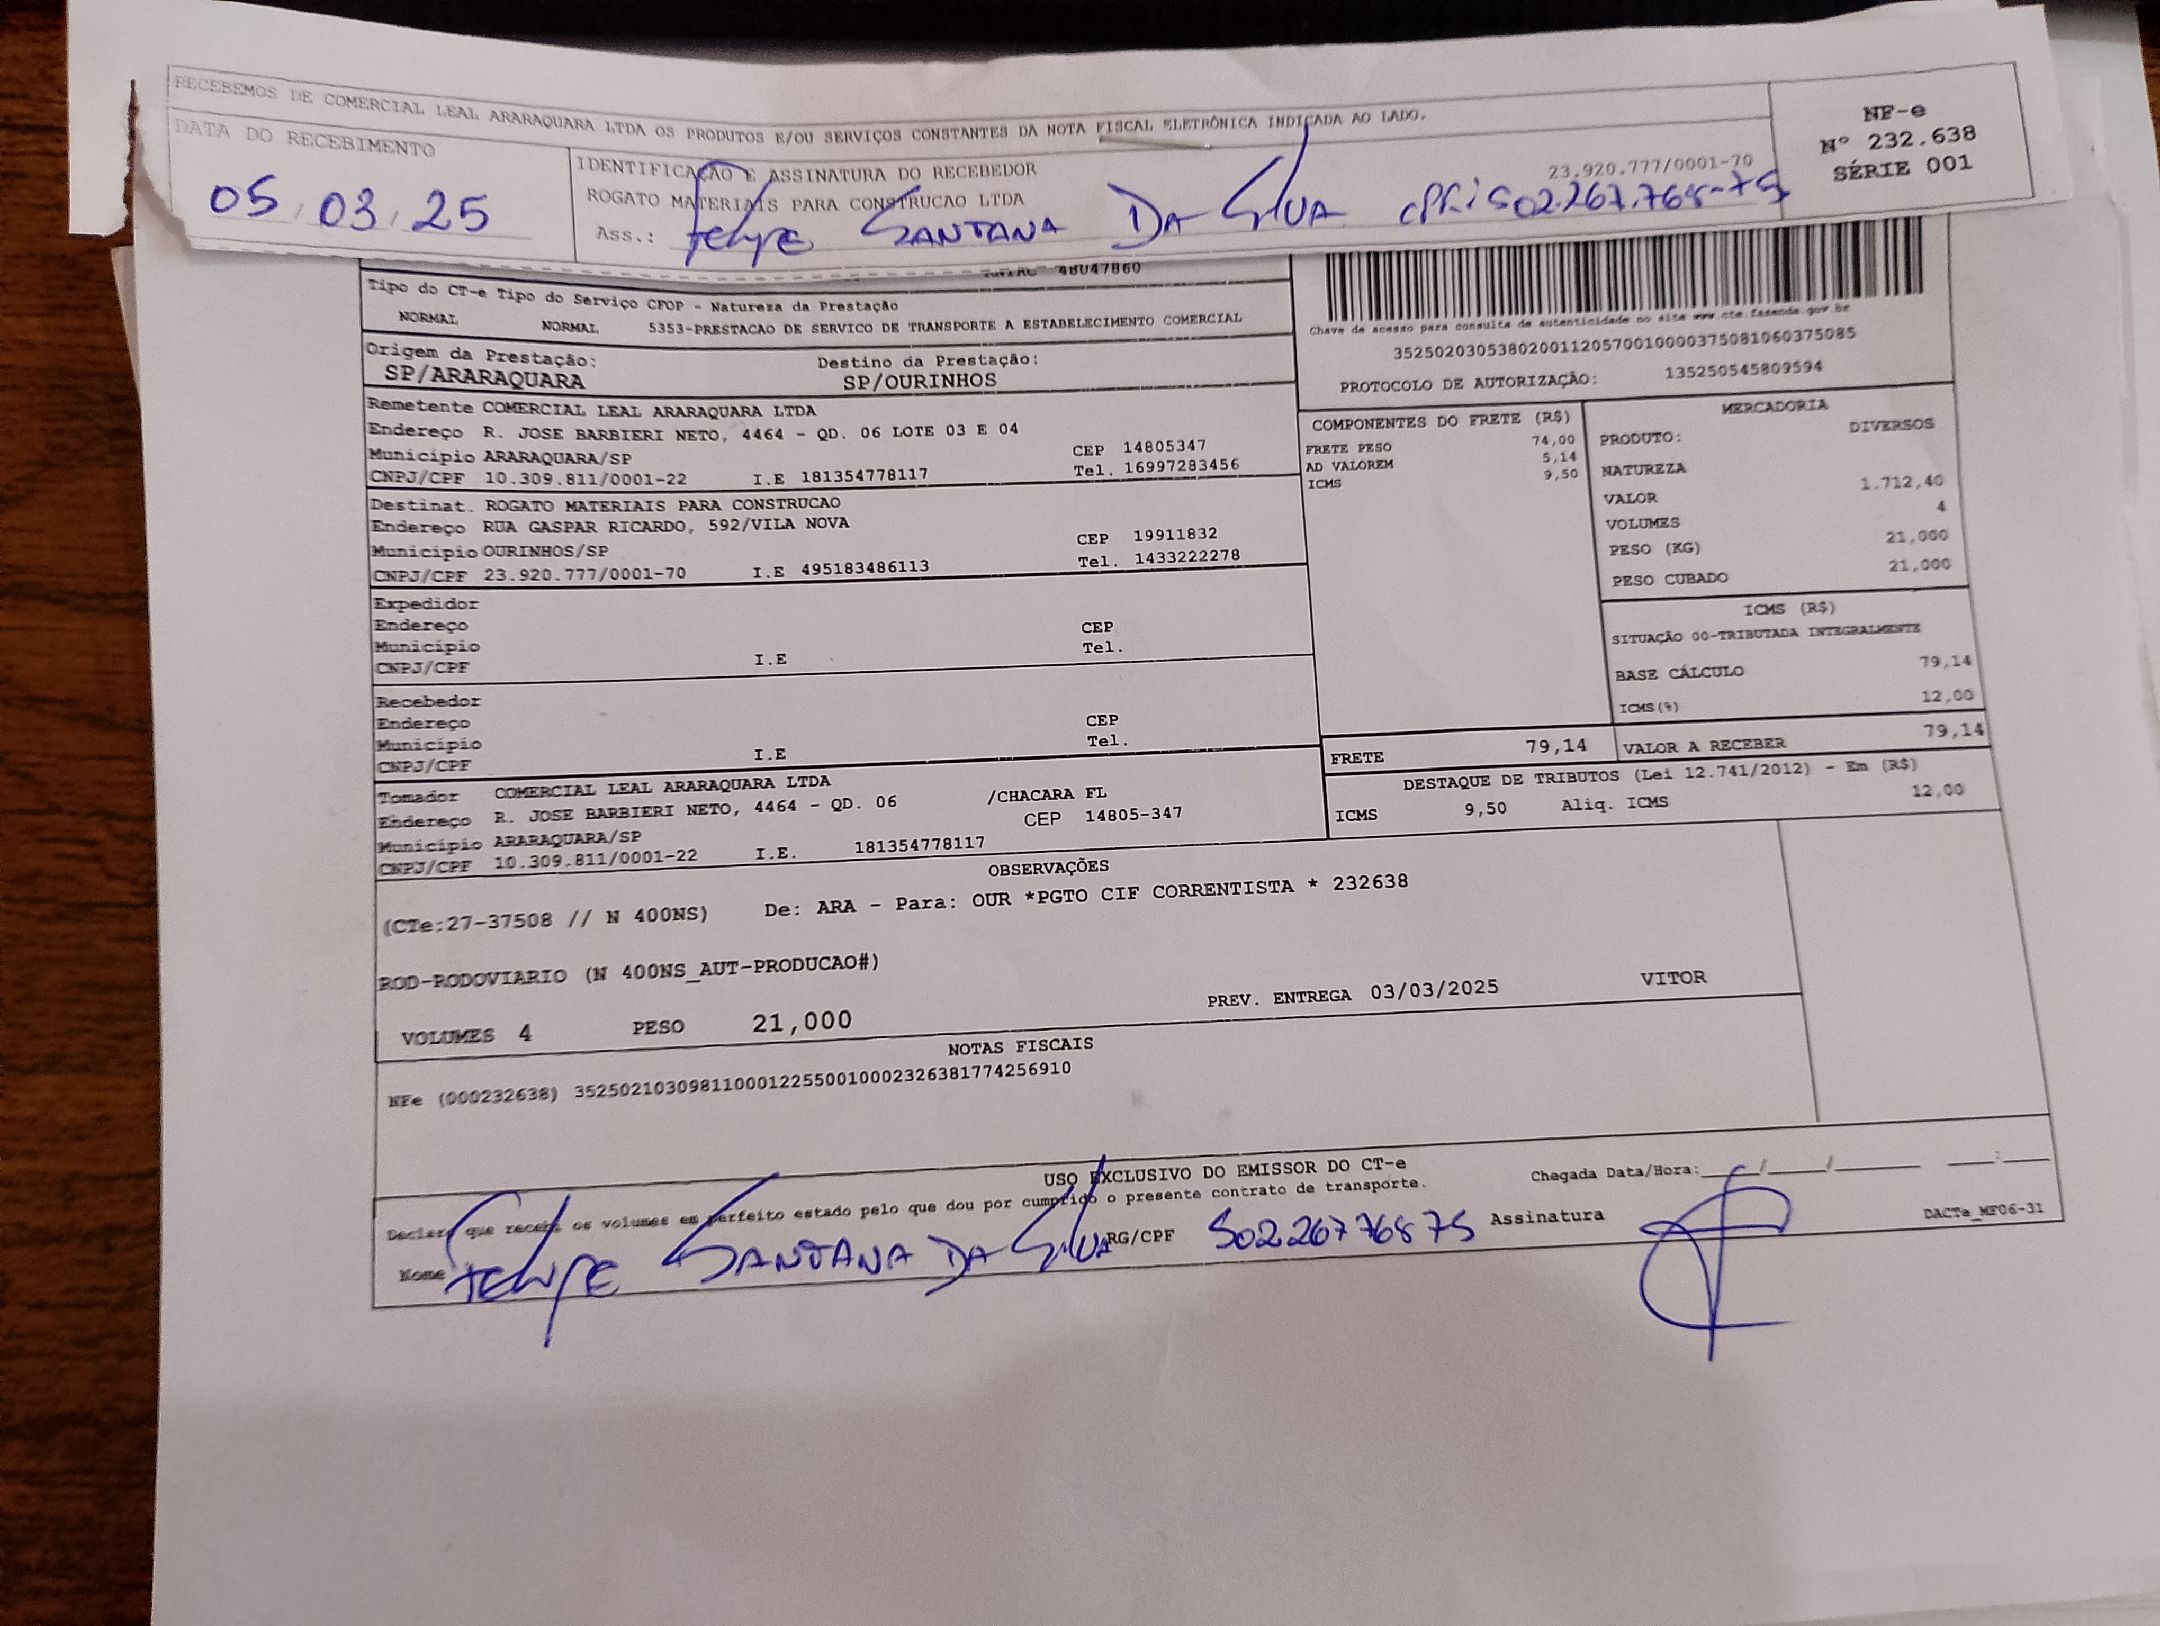 RECEBEMOS DE COMERCIAL LEAL ARARAQUARA LTDA OS PRODUTOS E/OU SERVIÇOS CONSTANTES DA NOTA FISCAL ELETRÔNICA INDICADA AO LADO.
NF-e
Nº 232.638
SÉRIE 001
DATA DO RECEBIMENTO
05/03/25
IDENTIFICAÇÃO E ASSINATURA DO RECEBEDOR
ROGATO MATERIAIS PARA CONSTRUCAO LTDA 23.920.777/0001-70
Ass.: Felipe SANTANA DA SILVA CPF: 502.267.768-75
48047860
Tipo do CT-e Tipo do Serviço CFOP - Natureza da Prestação
NORMAL NORMAL 5353-PRESTACAO DE SERVICO DE TRANSPORTE A ESTABELECIMENTO COMERCIAL
Chave de acesso para consulta de autenticidade no site www.cte.fazenda.gov.br
35250203053802001120570010000375081060375085
PROTOCOLO DE AUTORIZAÇÃO: 135250545809594
Origem da Prestação: Destino da Prestação:
SP/ARARAQUARA SP/OURINHOS
Remetente COMERCIAL LEAL ARARAQUARA LTDA
Endereço R. JOSE BARBIERI NETO, 4464 - QD. 06 LOTE 03 E 04
Município ARARAQUARA/SP CEP 14805347
CNPJ/CPF 10.309.811/0001-22 I.E 181354778117 Tel. 16997283456
Destinat. ROGATO MATERIAIS PARA CONSTRUCAO
Endereço RUA GASPAR RICARDO, 592/VILA NOVA
Município OURINHOS/SP CEP 19911832
CNPJ/CPF 23.920.777/0001-70 I.E 495183486113 Tel. 1433222278
Expedidor
Endereço
Município CEP
CNPJ/CPF I.E Tel.
Recebedor
Endereço
Município CEP
CNPJ/CPF I.E Tel.
Tomador COMERCIAL LEAL ARARAQUARA LTDA
Endereço R. JOSE BARBIERI NETO, 4464 - QD. 06 /CHACARA FL
Município ARARAQUARA/SP CEP 14805-347
CNPJ/CPF 10.309.811/0001-22 I.E. 181354778117
COMPONENTES DO FRETE (R$)
FRETE PESO 74,00
AD VALOREM 5,14
ICMS 9,50
MERCADORIA
PRODUTO: DIVERSOS
NATUREZA
VALOR 1.712,40
VOLUMES 4
PESO (KG) 21,000
PESO CUBADO 21,000
ICMS (R$)
SITUAÇÃO 00-TRIBUTADA INTEGRALMENTE
BASE CÁLCULO 79,14
ICMS(%) 12,00
FRETE 79,14 VALOR A RECEBER 79,14
DESTAQUE DE TRIBUTOS (Lei 12.741/2012) - Em (R$)
ICMS 9,50 Aliq. ICMS 12,00
OBSERVAÇÕES
(CTe:27-37508 // N 400NS) De: ARA - Para: OUR *PGTO CIF CORRENTISTA * 232638
ROD-RODOVIARIO (N 400NS_AUT-PRODUCAO#)
VOLUMES 4 PESO 21,000 PREV. ENTREGA 03/03/2025 VITOR
NOTAS FISCAIS
NFe (000232638) 35250210309811000122550010002326381774256910
USO EXCLUSIVO DO EMISSOR DO CT-e
Declaro que recebi os volumes em perfeito estado pelo que dou por cumprido o presente contrato de transporte.
Chegada Data/Hora:____/____/______ ___:___
Nome Felipe SANTANA DA SILVA RG/CPF 50226776875 Assinatura
DACTe_MF06-31